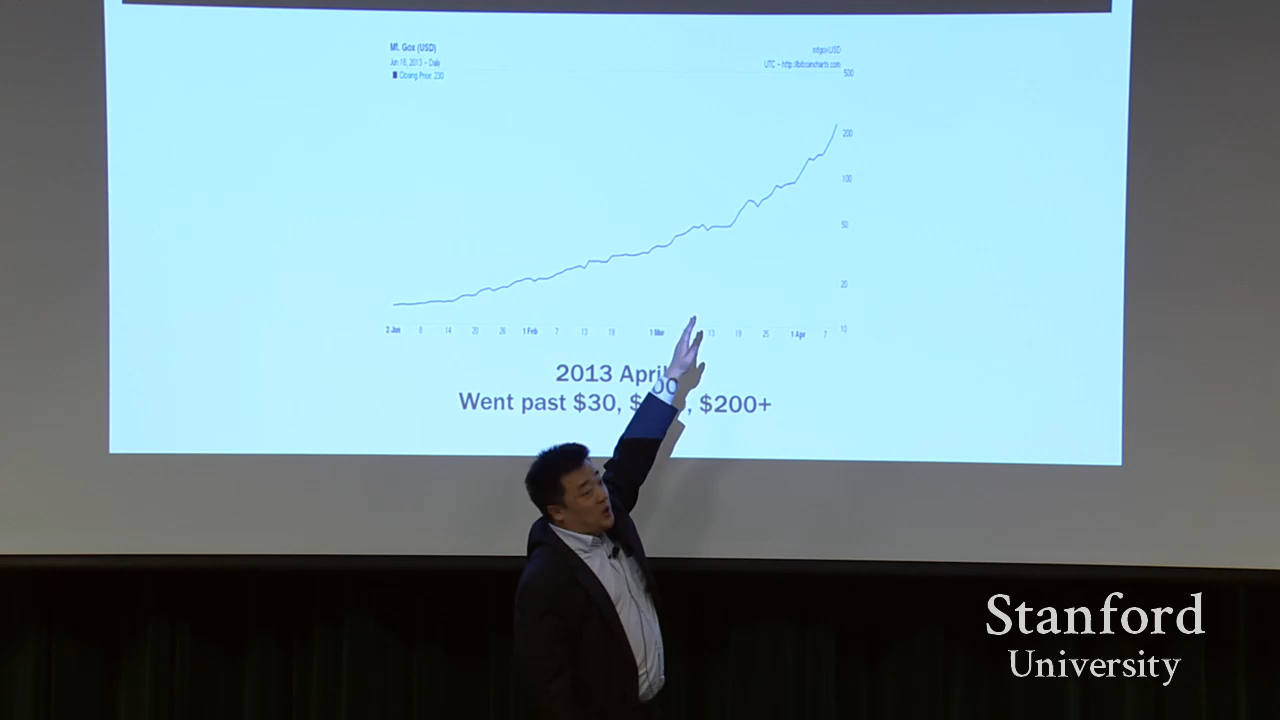 Mt. Gox (USD)
Jun 16, 2013 - Daily
Closing Price 230
mtgoxUSD
UTC - http://bitcoincharts.com
500
200
100
50
20
10
2 Jan 8 14 20 26 1 Feb 7 13 19 1 Mar 13 19 25 1 Apr 7
2013 April
Went past $30, $ , $200+
Stanford
University